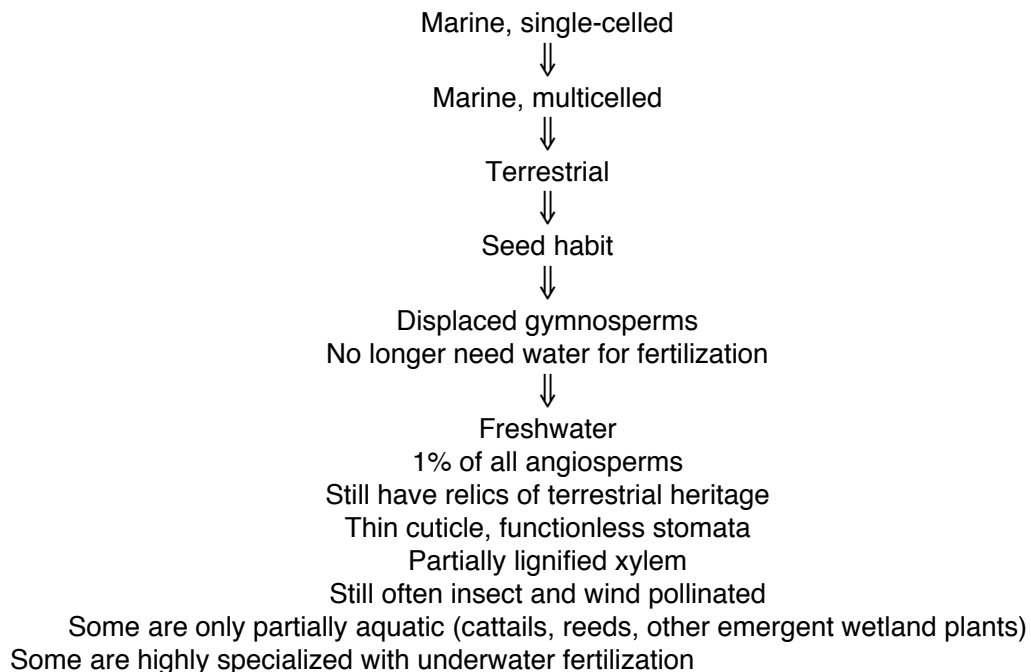 Marine, single-celled
⇓
Marine, multicelled
⇓
Terrestrial
⇓
Seed habit
⇓
Displaced gymnosperms
No longer need water for fertilization
⇓
Freshwater
1% of all angiosperms
Still have relics of terrestrial heritage
Thin cuticle, functionless stomata
Partially lignified xylem
Still often insect and wind pollinated
Some are only partially aquatic (cattails, reeds, other emergent wetland plants)
Some are highly specialized with underwater fertilization